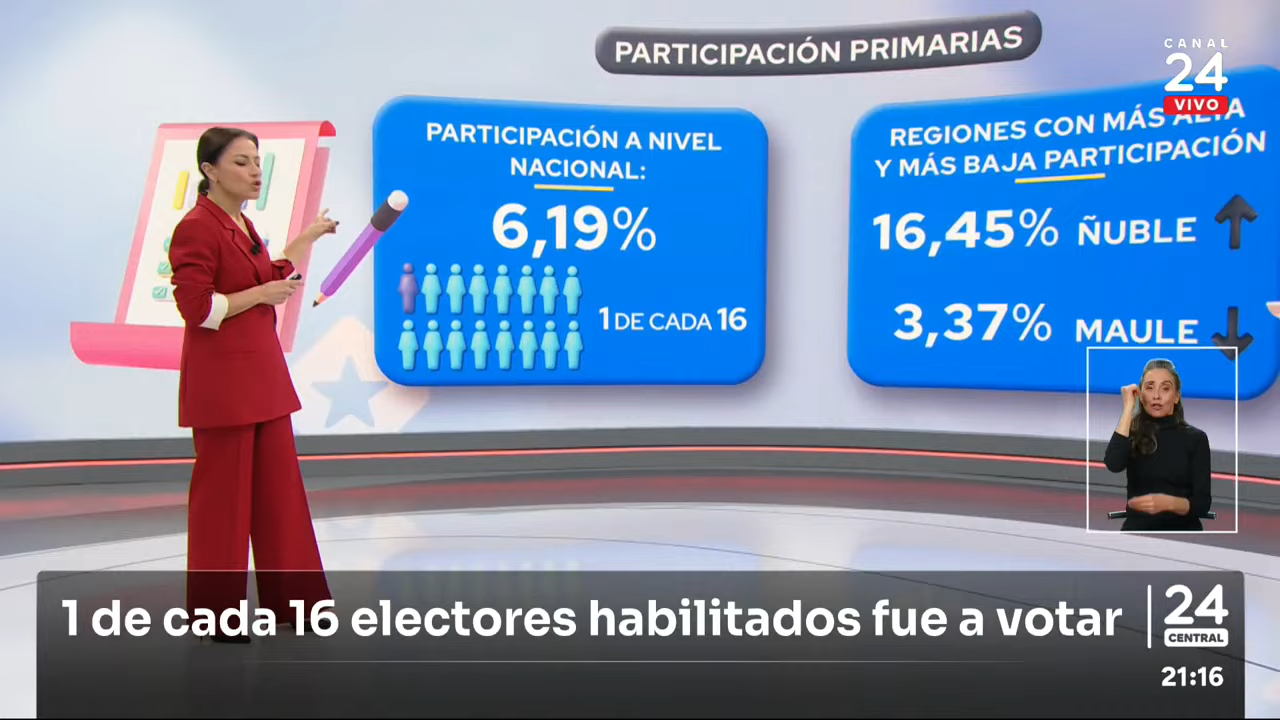 PARTICIPACIÓN PRIMARIAS
CANAL
24
VIVO
PARTICIPACIÓN A NIVEL
NACIONAL:
6,19%
1 DE CADA 16
REGIONES CON MÁS ALTA
Y MÁS BAJA PARTICIPACIÓN
16,45% ÑUBLE
3,37% MAULE
1 de cada 16 electores habilitados fue a votar
24
CENTRAL
21:16